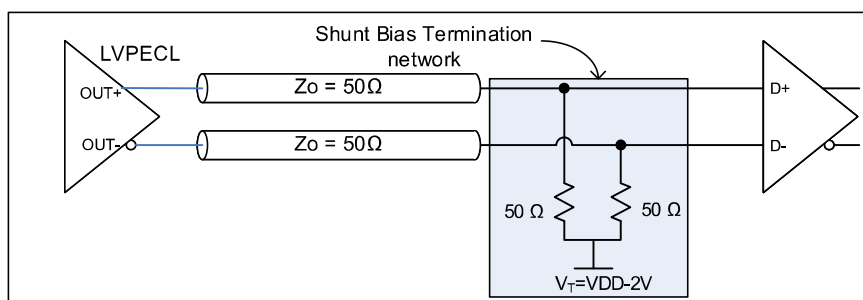 Shunt Bias Termination
network
LVPECL
OUT+
Zo = 50Ω
D+
OUT-
Zo = 50Ω
D-
50 Ω
50 Ω
V_T=VDD-2V